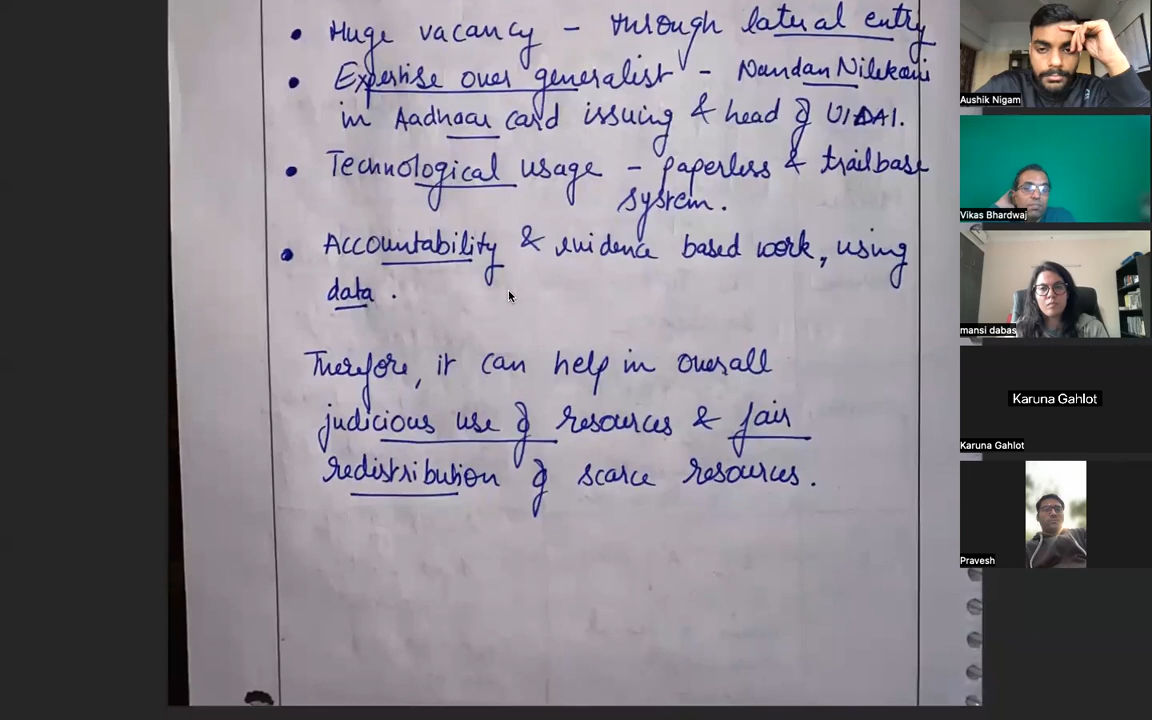 • Huge vacancy – through lateral entry
• Expertise over generalist – Nandan Nilekani
in Aadhaar card issuing & head of UIDAI.
• Technological usage – paperless & trailbase
system.
• Accountability & evidence based work, using
data.
Therefore, it can help in overall
judicious use of resources & fair
redistribution of scarce resources.
Aushik Nigam
Vikas Bhardwaj
mansi dabas
Karuna Gahlot
Karuna Gahlot
Pravesh